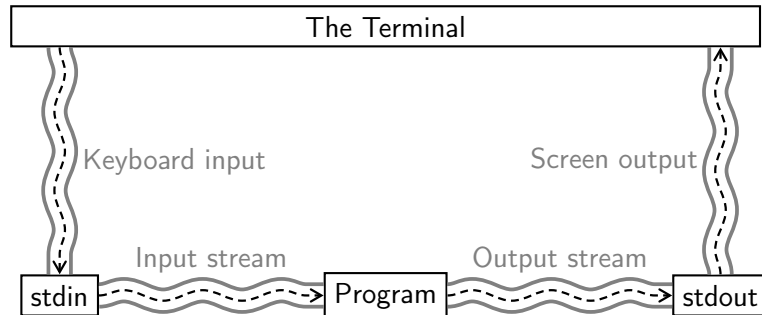 The Terminal
Keyboard input
Screen output
Input stream
Output stream
stdin
Program
stdout